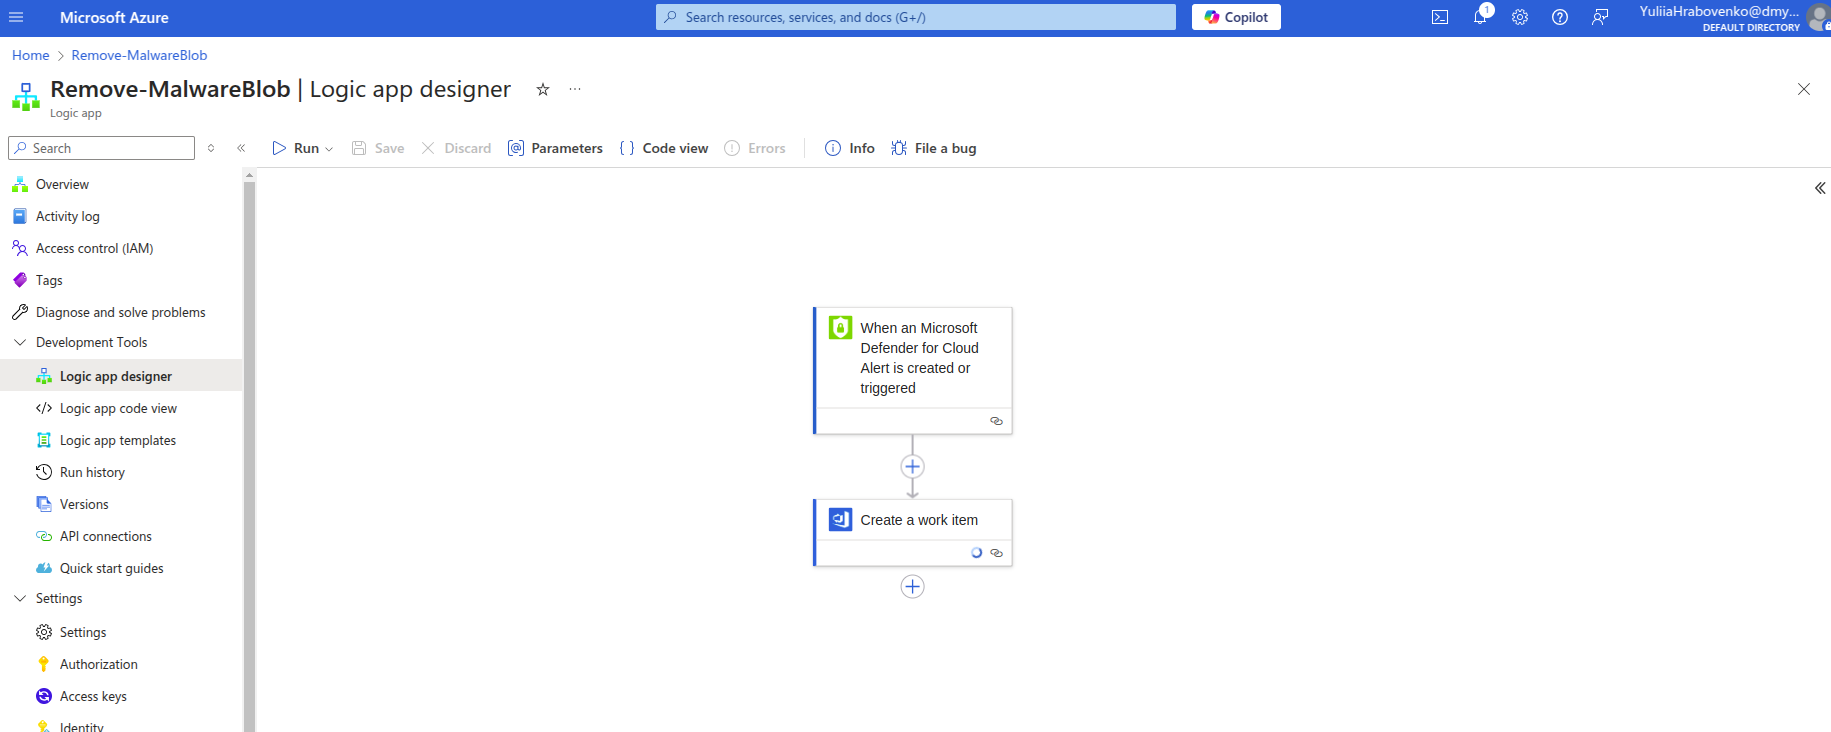 Microsoft Azure
Search resources, services, and docs (G+/)
Copilot
1
YuliiaHrabovenko@dmy...
DEFAULT DIRECTORY
Home > Remove-MalwareBlob
Remove-MalwareBlob | Logic app designer
Logic app
Search
Run
Save
Discard
Parameters
Code view
Errors
Info
File a bug
Overview
Activity log
Access control (IAM)
Tags
Diagnose and solve problems
Development Tools
Logic app designer
Logic app code view
Logic app templates
Run history
Versions
API connections
Quick start guides
Settings
Settings
Authorization
Access keys
Identity
When an Microsoft
Defender for Cloud
Alert is created or
triggered
Create a work item